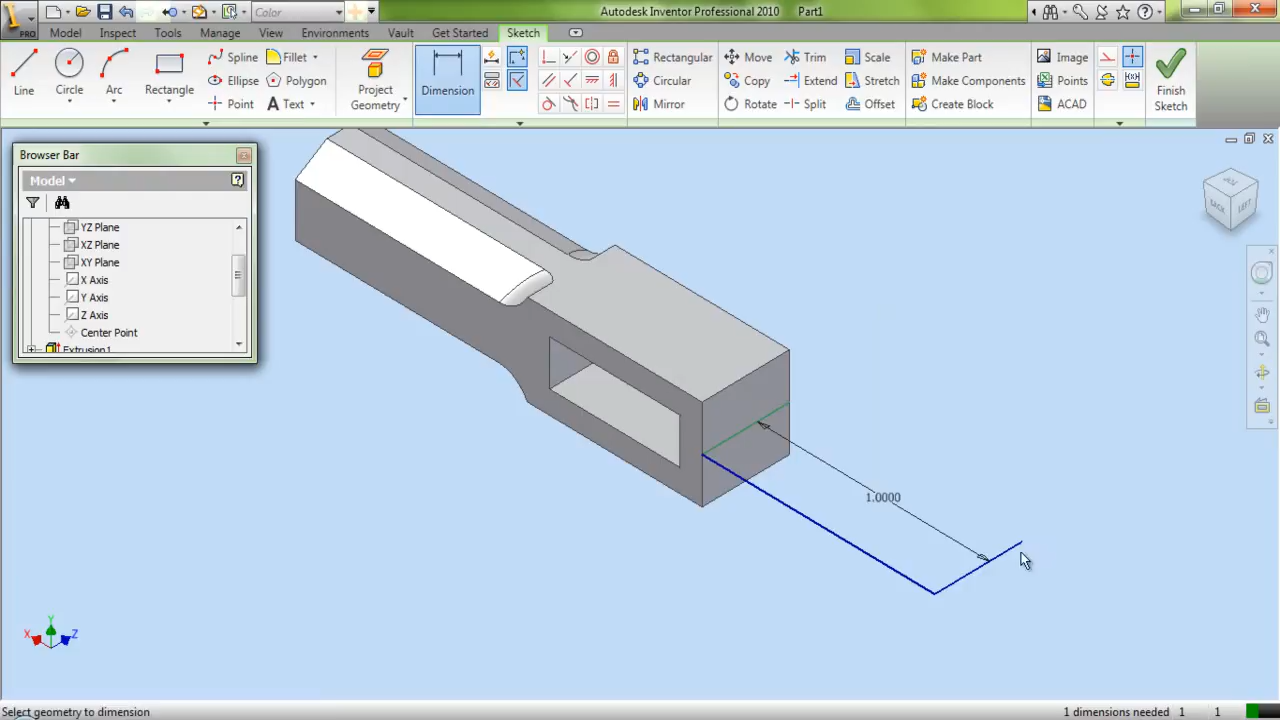 Color
Autodesk Inventor Professional 2010 Part1
PRO
Model Inspect Tools Manage View Environments Vault Get Started Sketch
Line
Circle
Arc
Rectangle
Spline
Ellipse
Point
Fillet
Polygon
Text
Project
Geometry
Dimension
Rectangular
Circular
Mirror
Move
Copy
Rotate
Trim
Extend
Split
Scale
Stretch
Offset
Make Part
Make Components
Create Block
Image
Points
ACAD
Finish
Sketch
Browser Bar
Model
YZ Plane
XZ Plane
XY Plane
X Axis
Y Axis
Z Axis
Center Point
Extrusion1
BACK LEFT
1.0000
Y
X Z
Select geometry to dimension
1 dimensions needed 1 1